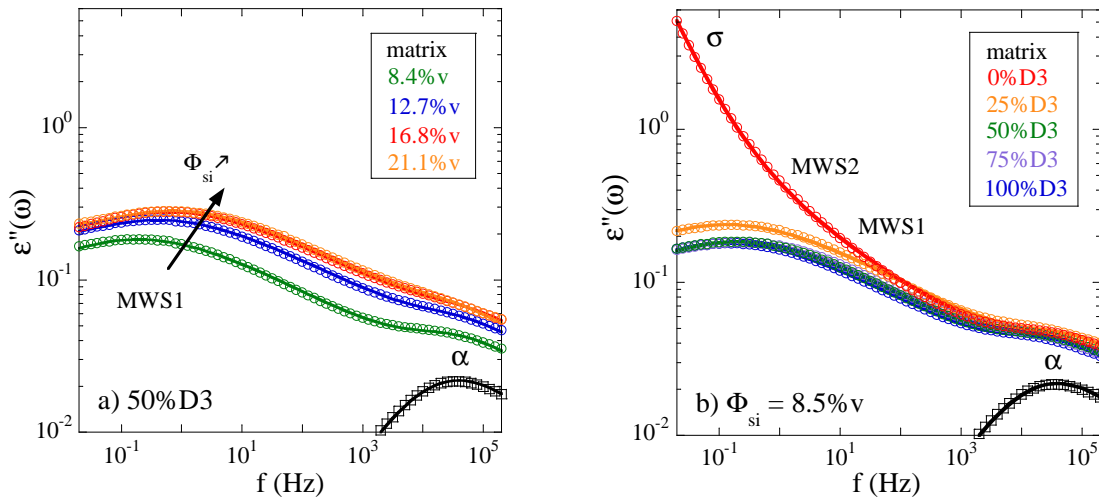 matrix
8.4%v
12.7%v
16.8%v
21.1%v
10⁰
Φsi↗
ε"(ω)
10⁻¹
MWS1
α
a) 50%D3
10⁻²
10⁻¹ 10¹ 10³ 10⁵
f (Hz)
σ
matrix
0%D3
25%D3
50%D3
75%D3
100%D3
10⁰
MWS2
ε"(ω)
MWS1
10⁻¹
α
b) Φsi = 8.5%v
10⁻²
10⁻¹ 10¹ 10³ 10⁵
f (Hz)